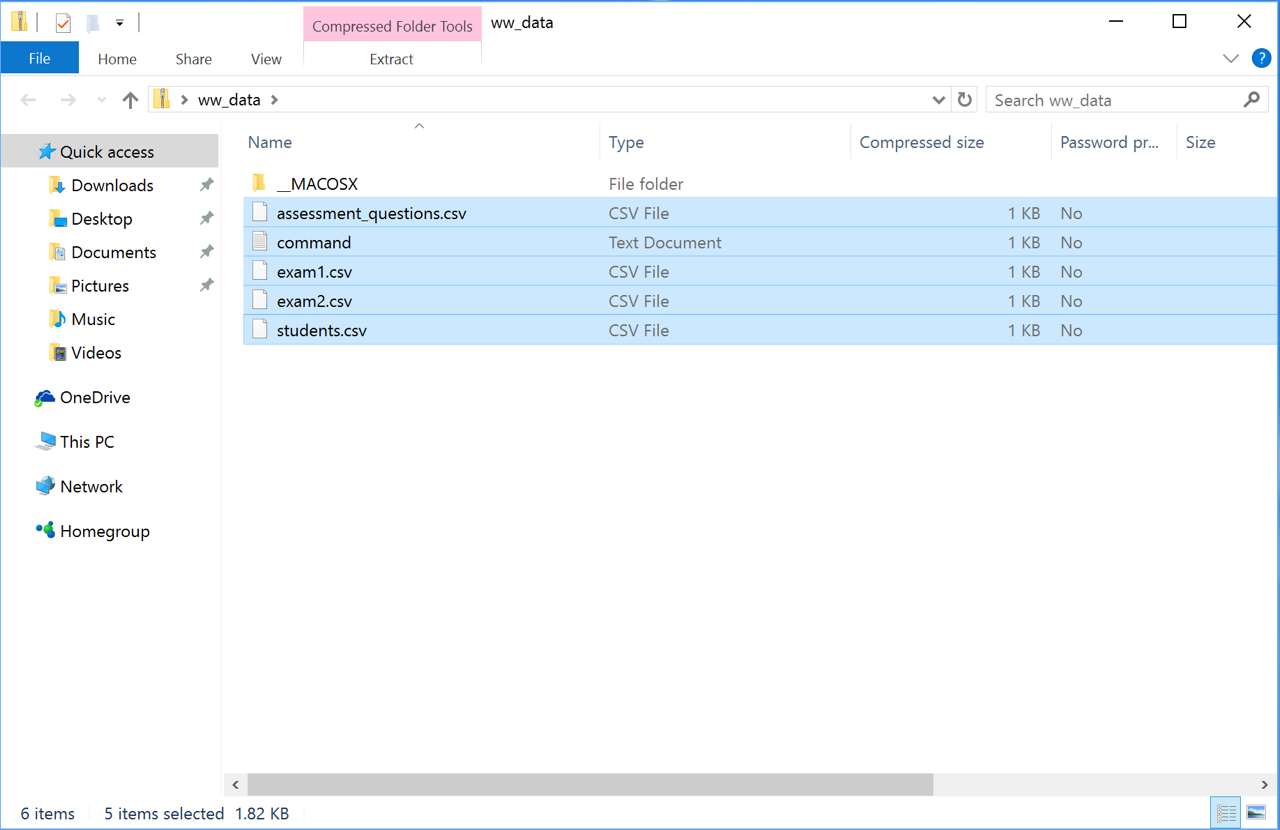 Compressed Folder Tools ww_data
File Home Share View Extract ?
ww_data Search ww_data
Name Type Compressed size Password pr... Size
Quick access
Downloads
Desktop
Documents
Pictures
Music
Videos
OneDrive
This PC
Network
Homegroup
__MACOSX File folder
assessment_questions.csv CSV File 1 KB No
command Text Document 1 KB No
exam1.csv CSV File 1 KB No
exam2.csv CSV File 1 KB No
students.csv CSV File 1 KB No
6 items 5 items selected 1.82 KB